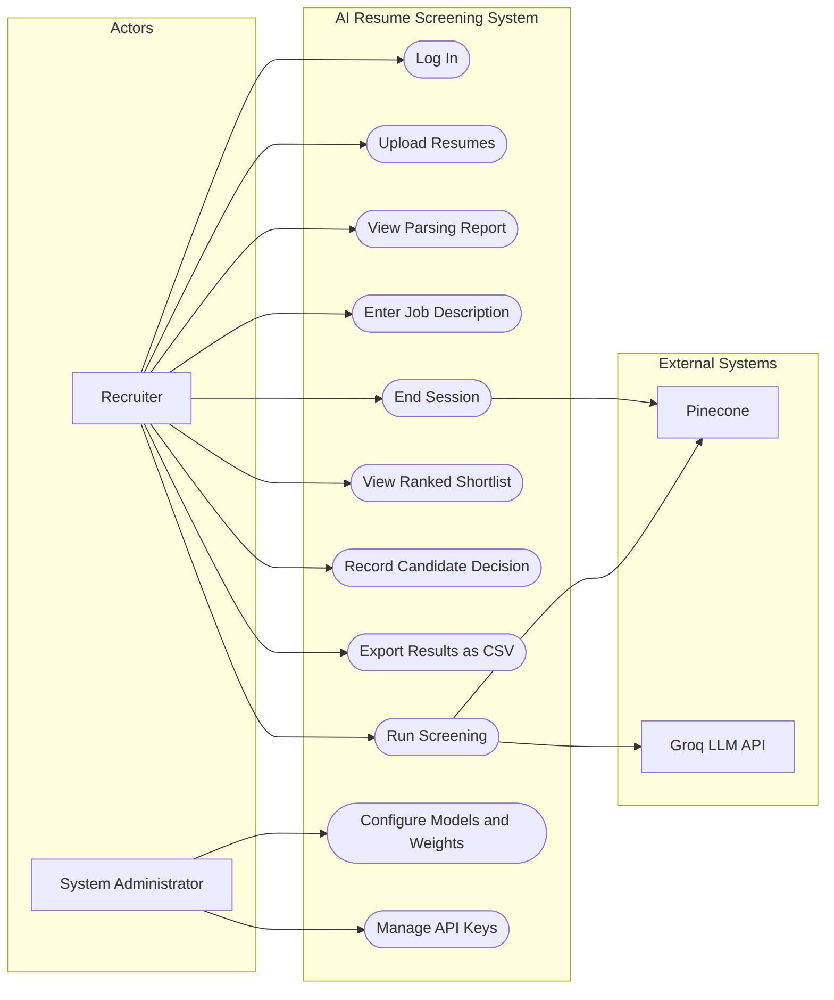 Actors
Recruiter
System Administrator
AI Resume Screening System
Log In
Upload Resumes
View Parsing Report
Enter Job Description
End Session
View Ranked Shortlist
Record Candidate Decision
Export Results as CSV
Run Screening
Configure Models and
Weights
Manage API Keys
External Systems
Pinecone
Groq LLM API